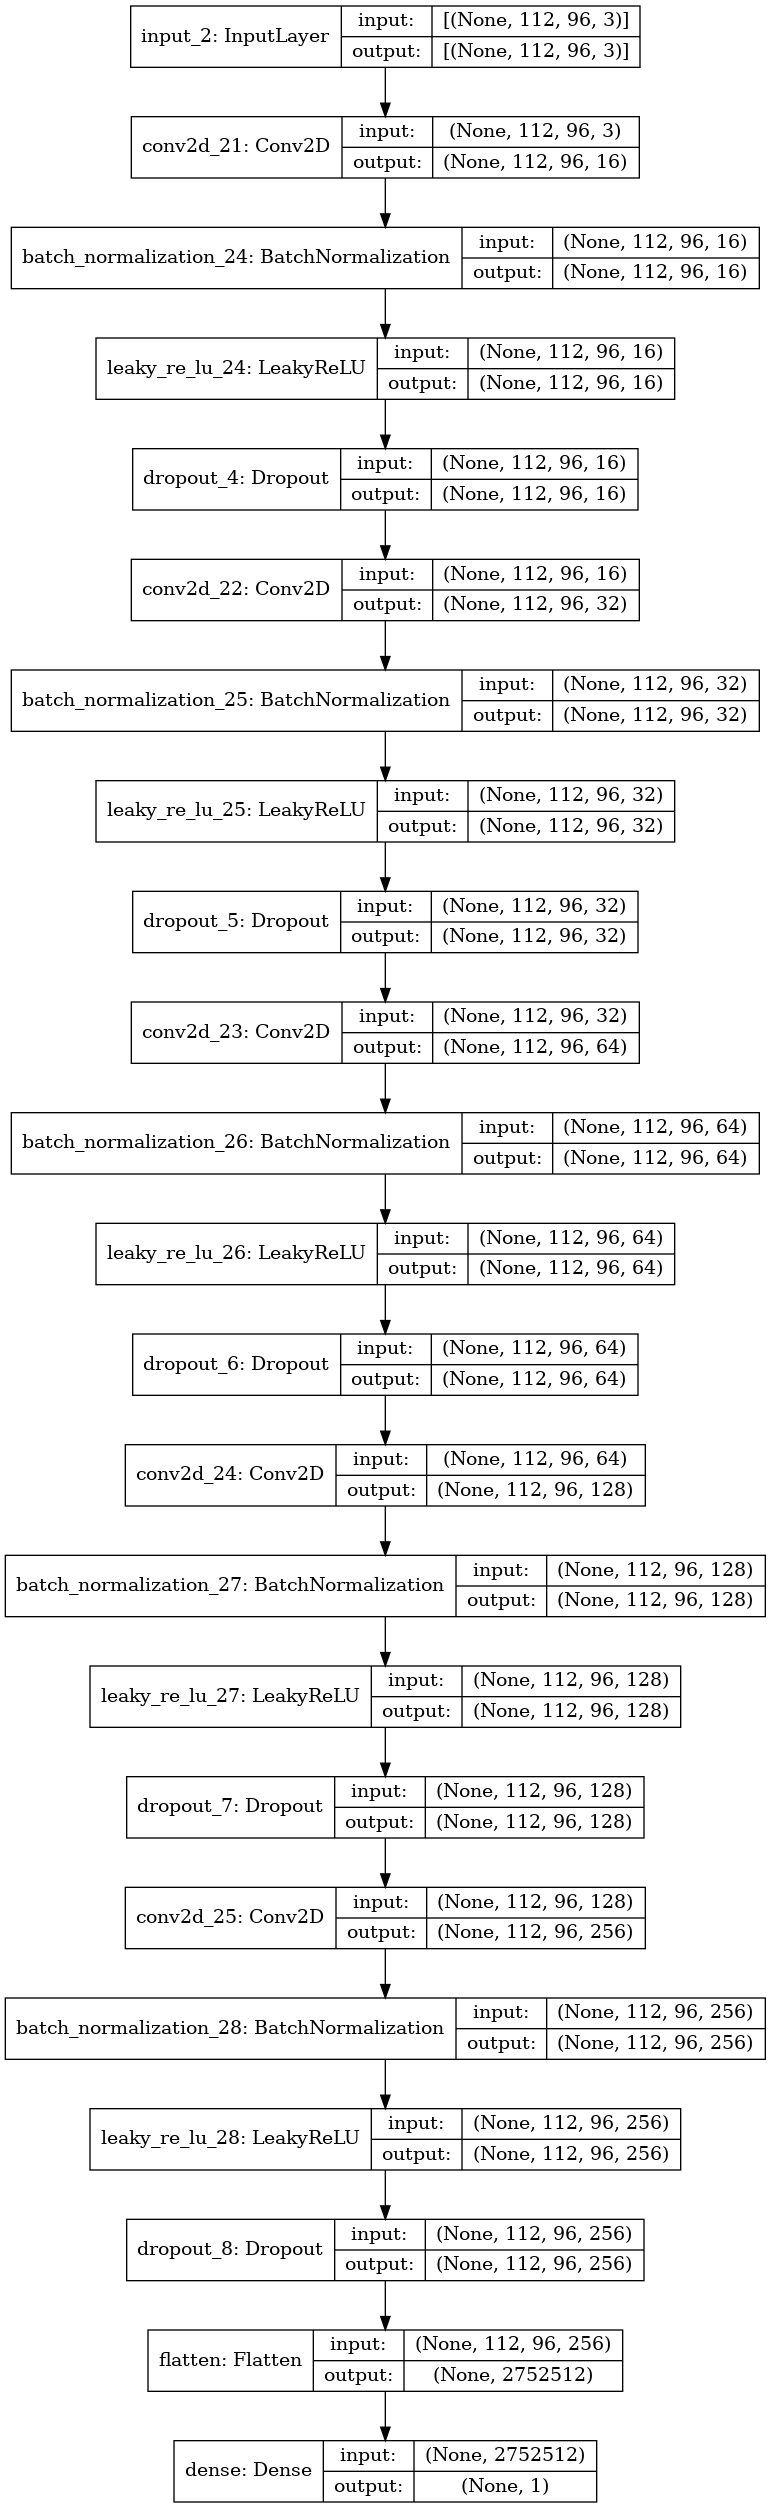 input_2: InputLayer
input: [(None, 112, 96, 3)]
output: [(None, 112, 96, 3)]
conv2d_21: Conv2D
input: (None, 112, 96, 3)
output: (None, 112, 96, 16)
batch_normalization_24: BatchNormalization
input: (None, 112, 96, 16)
output: (None, 112, 96, 16)
leaky_re_lu_24: LeakyReLU
input: (None, 112, 96, 16)
output: (None, 112, 96, 16)
dropout_4: Dropout
input: (None, 112, 96, 16)
output: (None, 112, 96, 16)
conv2d_22: Conv2D
input: (None, 112, 96, 16)
output: (None, 112, 96, 32)
batch_normalization_25: BatchNormalization
input: (None, 112, 96, 32)
output: (None, 112, 96, 32)
leaky_re_lu_25: LeakyReLU
input: (None, 112, 96, 32)
output: (None, 112, 96, 32)
dropout_5: Dropout
input: (None, 112, 96, 32)
output: (None, 112, 96, 32)
conv2d_23: Conv2D
input: (None, 112, 96, 32)
output: (None, 112, 96, 64)
batch_normalization_26: BatchNormalization
input: (None, 112, 96, 64)
output: (None, 112, 96, 64)
leaky_re_lu_26: LeakyReLU
input: (None, 112, 96, 64)
output: (None, 112, 96, 64)
dropout_6: Dropout
input: (None, 112, 96, 64)
output: (None, 112, 96, 64)
conv2d_24: Conv2D
input: (None, 112, 96, 64)
output: (None, 112, 96, 128)
batch_normalization_27: BatchNormalization
input: (None, 112, 96, 128)
output: (None, 112, 96, 128)
leaky_re_lu_27: LeakyReLU
input: (None, 112, 96, 128)
output: (None, 112, 96, 128)
dropout_7: Dropout
input: (None, 112, 96, 128)
output: (None, 112, 96, 128)
conv2d_25: Conv2D
input: (None, 112, 96, 128)
output: (None, 112, 96, 256)
batch_normalization_28: BatchNormalization
input: (None, 112, 96, 256)
output: (None, 112, 96, 256)
leaky_re_lu_28: LeakyReLU
input: (None, 112, 96, 256)
output: (None, 112, 96, 256)
dropout_8: Dropout
input: (None, 112, 96, 256)
output: (None, 112, 96, 256)
flatten: Flatten
input: (None, 112, 96, 256)
output: (None, 2752512)
dense: Dense
input: (None, 2752512)
output: (None, 1)